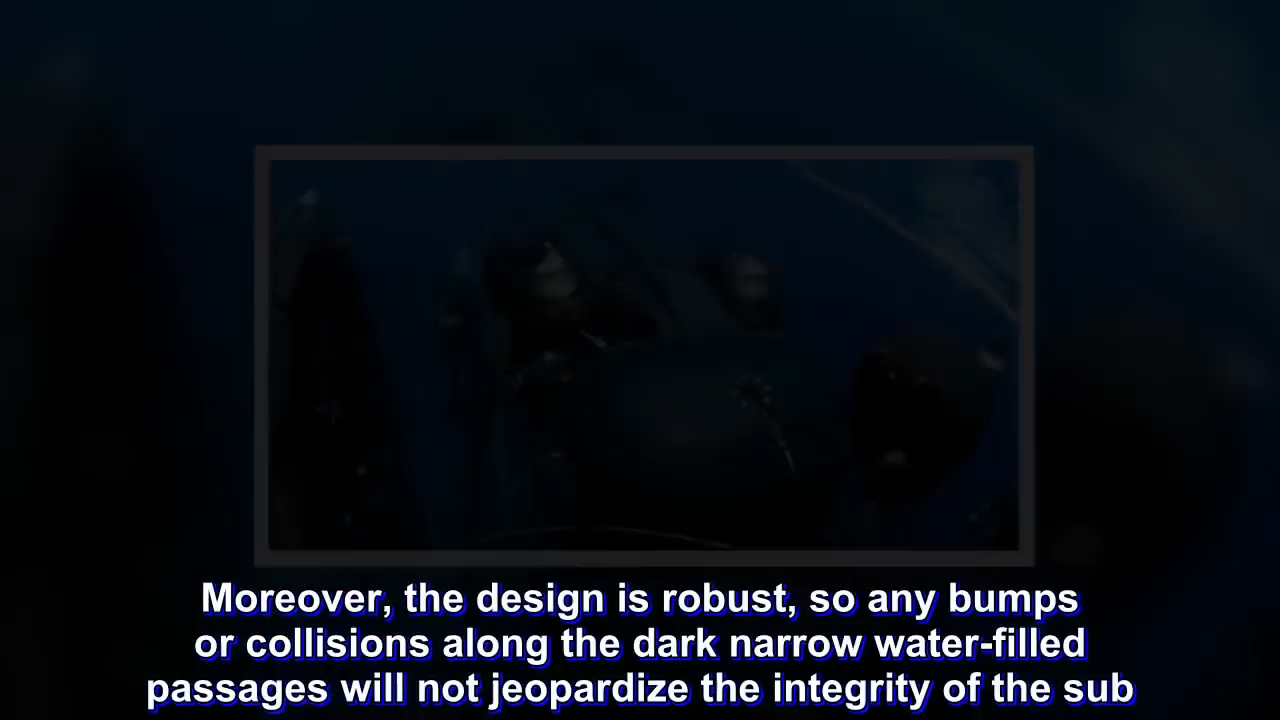 Moreover, the design is robust, so any bumps
or collisions along the dark narrow water-filled
passages will not jeopardize the integrity of the sub